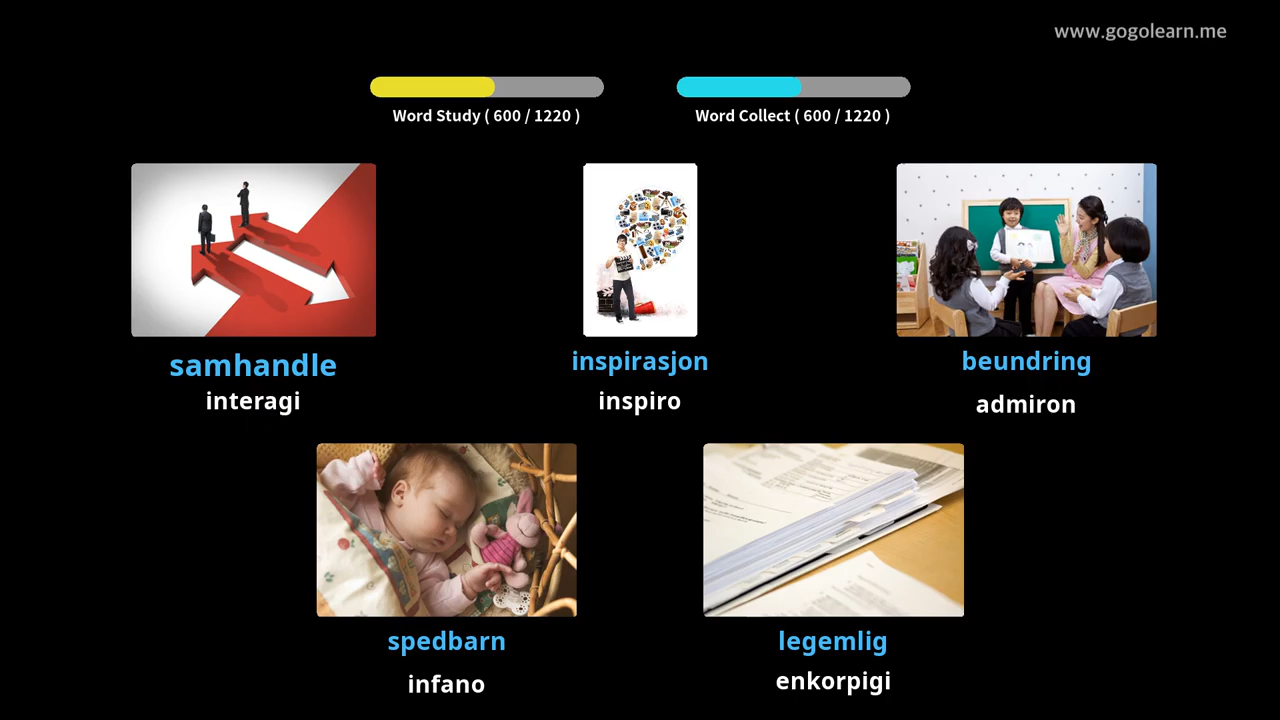 www.gogolearn.me
Word Study ( 600 / 1220 )
Word Collect ( 600 / 1220 )
samhandle
interagi
inspirasjon
inspiro
beundring
admiron
spedbarn
infano
legemlig
enkorpigi